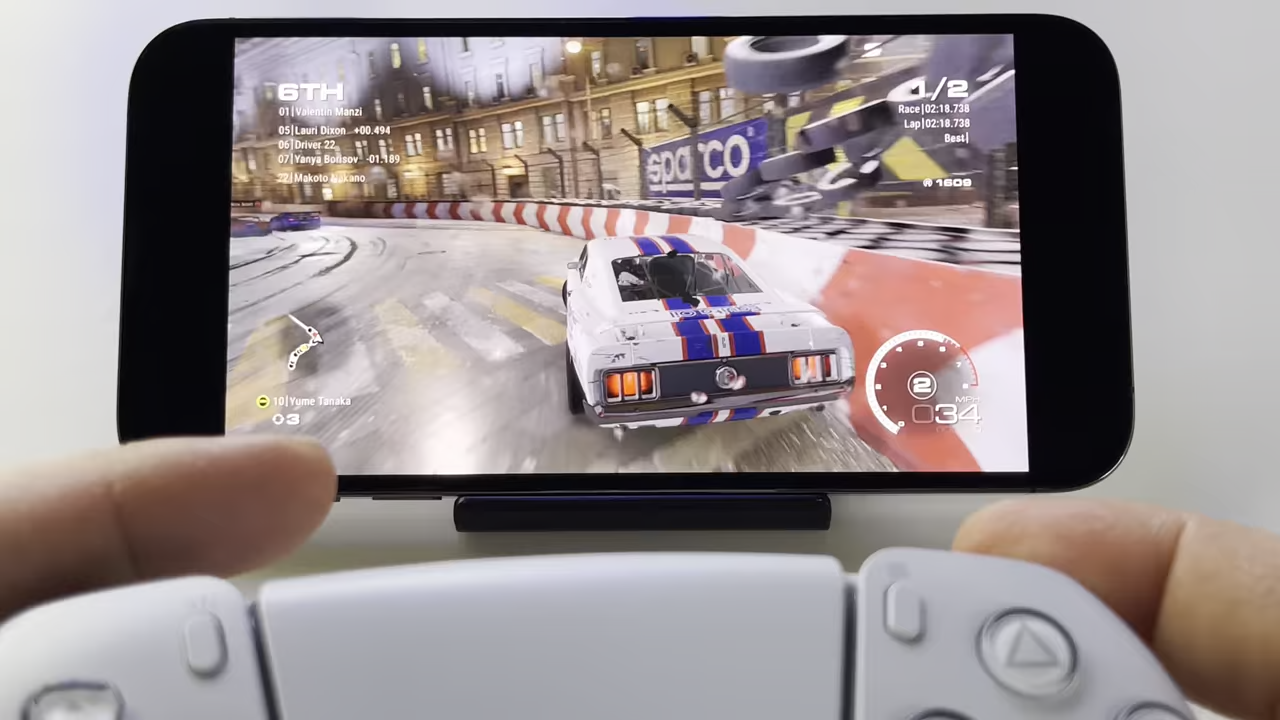 6TH
01|Valentin Manzi
05|Lauri Dixon +00.494
06|Driver 22
07|Yanya Borisov -01.189
22|Makoto Nakano
1/2
Race|02:18.738
Lap|02:18.738
Best|
1609
sparco
10|Yume Tanaka
03
2
MPH
034